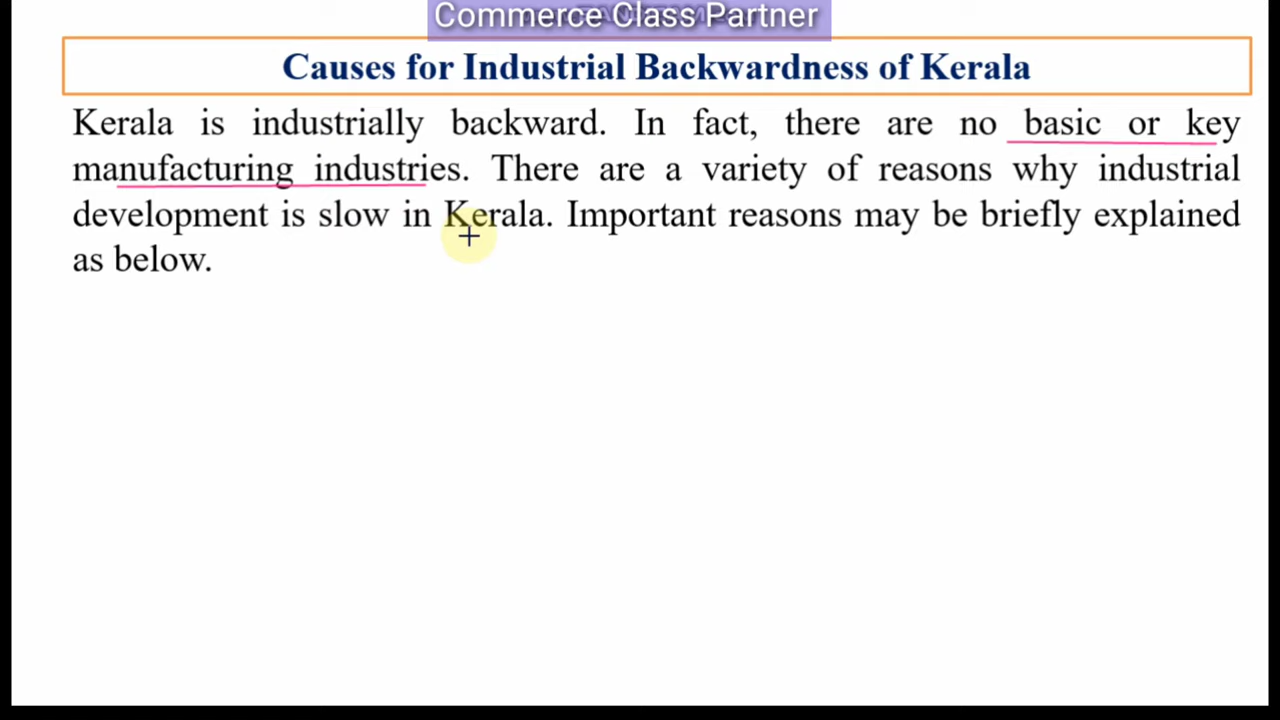 Commerce Class Partner
Causes for Industrial Backwardness of Kerala
Kerala is industrially backward. In fact, there are no basic or key
manufacturing industries. There are a variety of reasons why industrial
development is slow in Kerala. Important reasons may be briefly explained
as below.